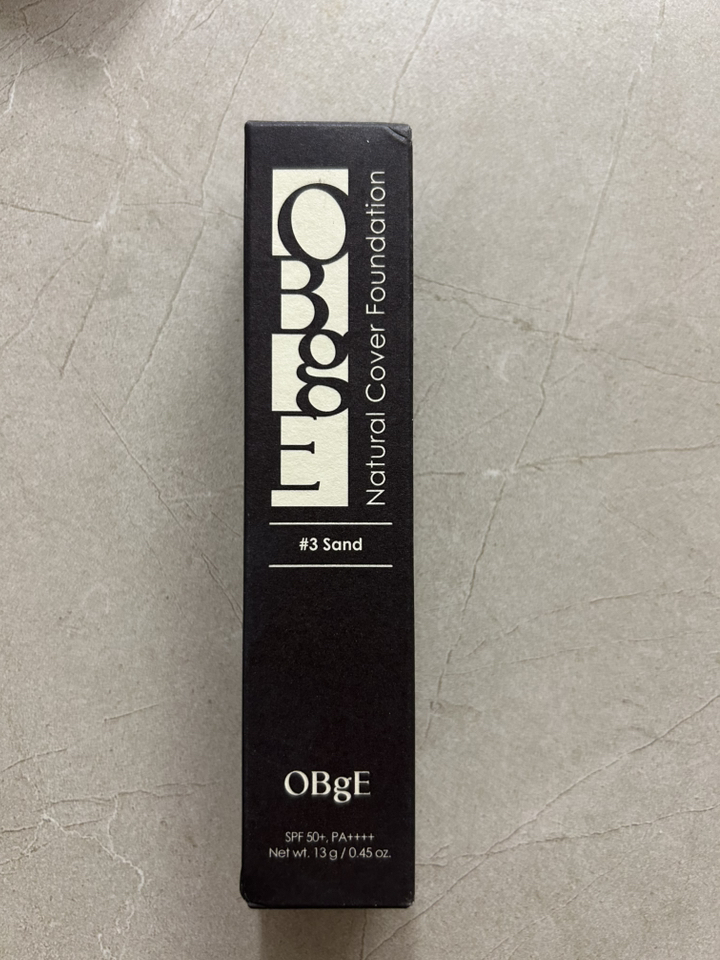 OBgE
Natural Cover Foundation
#3 Sand
OBgE
SPF 50+, PA++++
Net wt. 13 g / 0.45 oz.